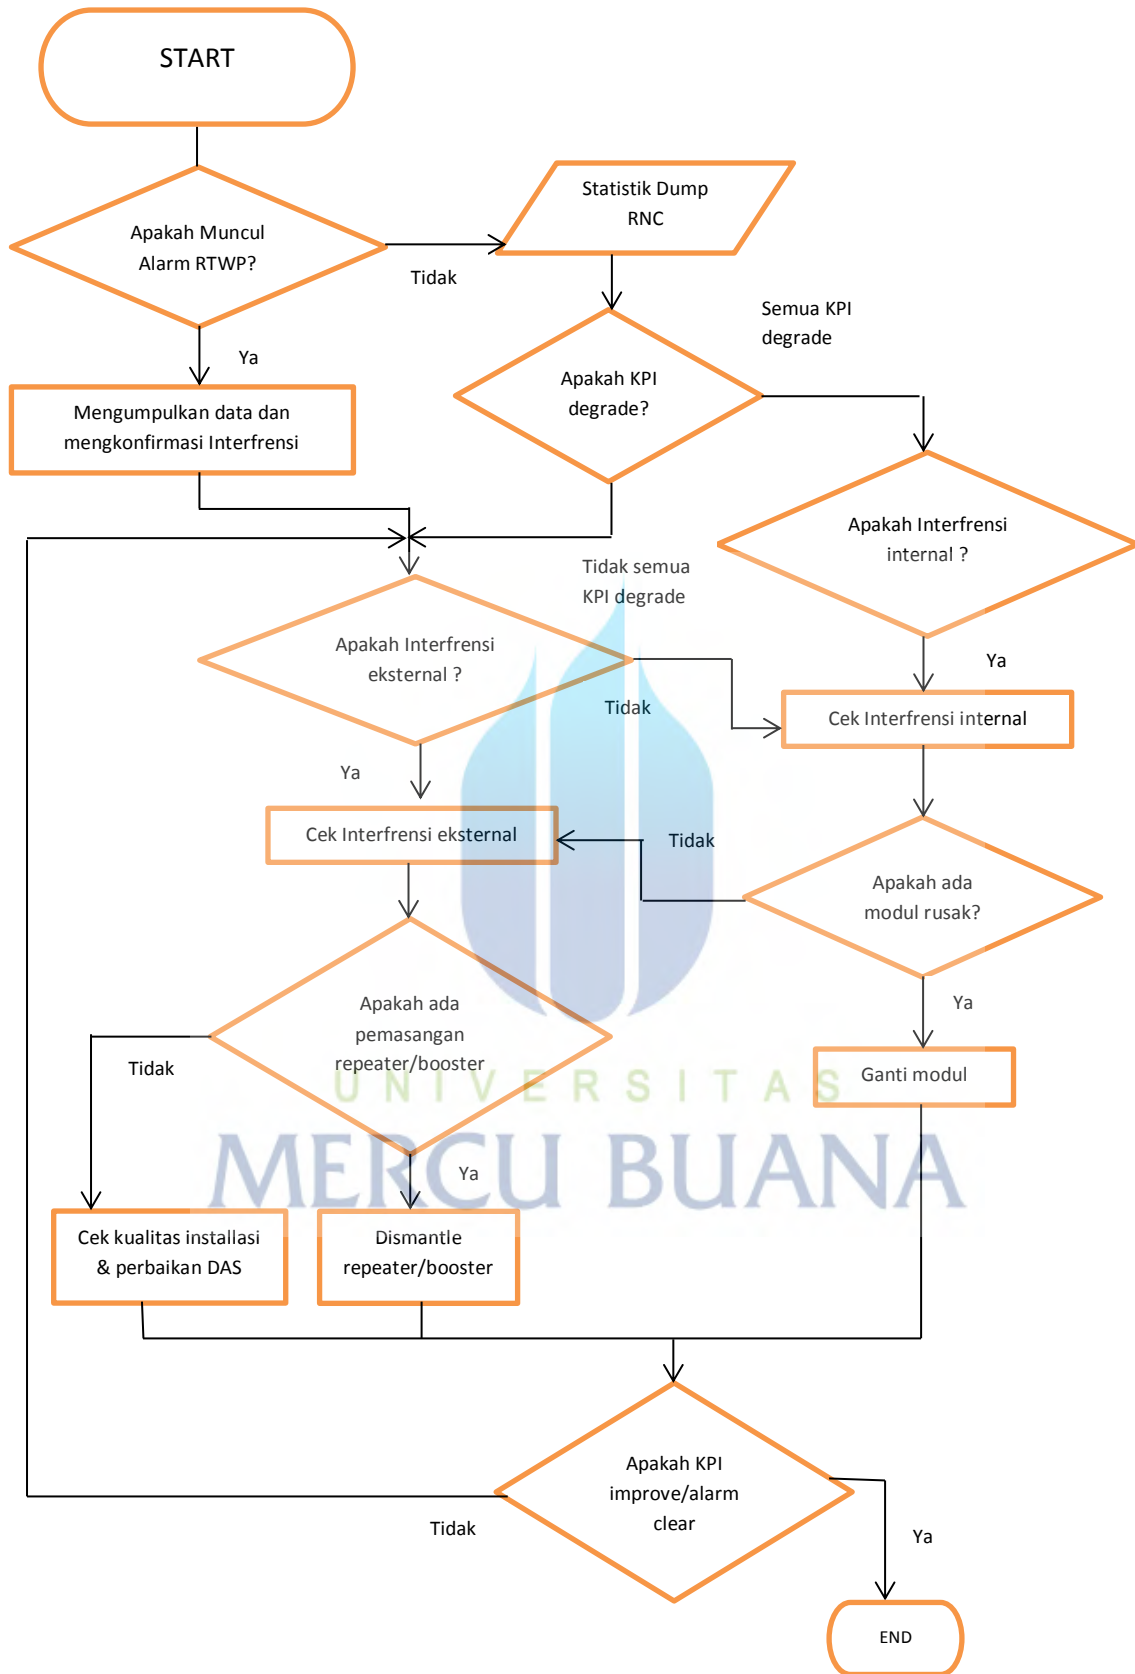 START
Apakah Muncul
Alarm RTWP?
Tidak
Statistik Dump
RNC
Ya
Semua KPI
degrade
Apakah KPI
degrade?
Mengumpulkan data dan
mengkonfirmasi Interfrensi
Apakah Interfrensi
internal ?
Tidak semua
KPI degrade
Apakah Interfrensi
eksternal ?
Tidak
Ya
Cek Interfrensi internal
Ya
Cek Interfrensi eksternal
Tidak
Apakah ada
modul rusak?
Ya
Apakah ada
pemasangan
repeater/booster
Tidak
Ganti modul
UNIVERSITAS
MERCU BUANA
Ya
Cek kualitas installasi
& perbaikan DAS
Dismantle
repeater/booster
Apakah KPI
improve/alarm
clear
Tidak
Ya
END